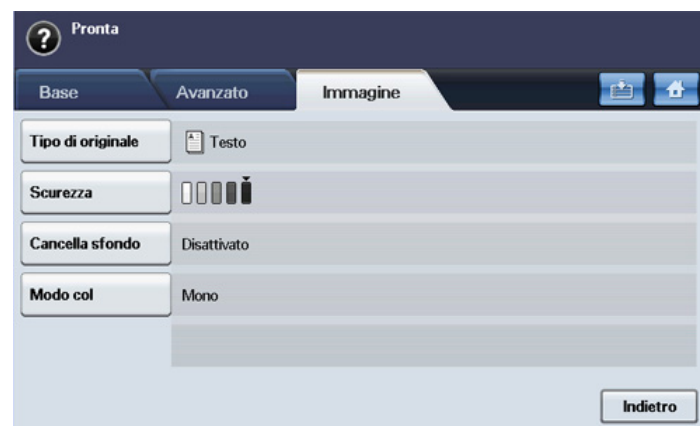 Pronta
Base Avanzato Immagine
Tipo di originale Testo
Scurezza
Cancella sfondo Disattivato
Modo col Mono
Indietro